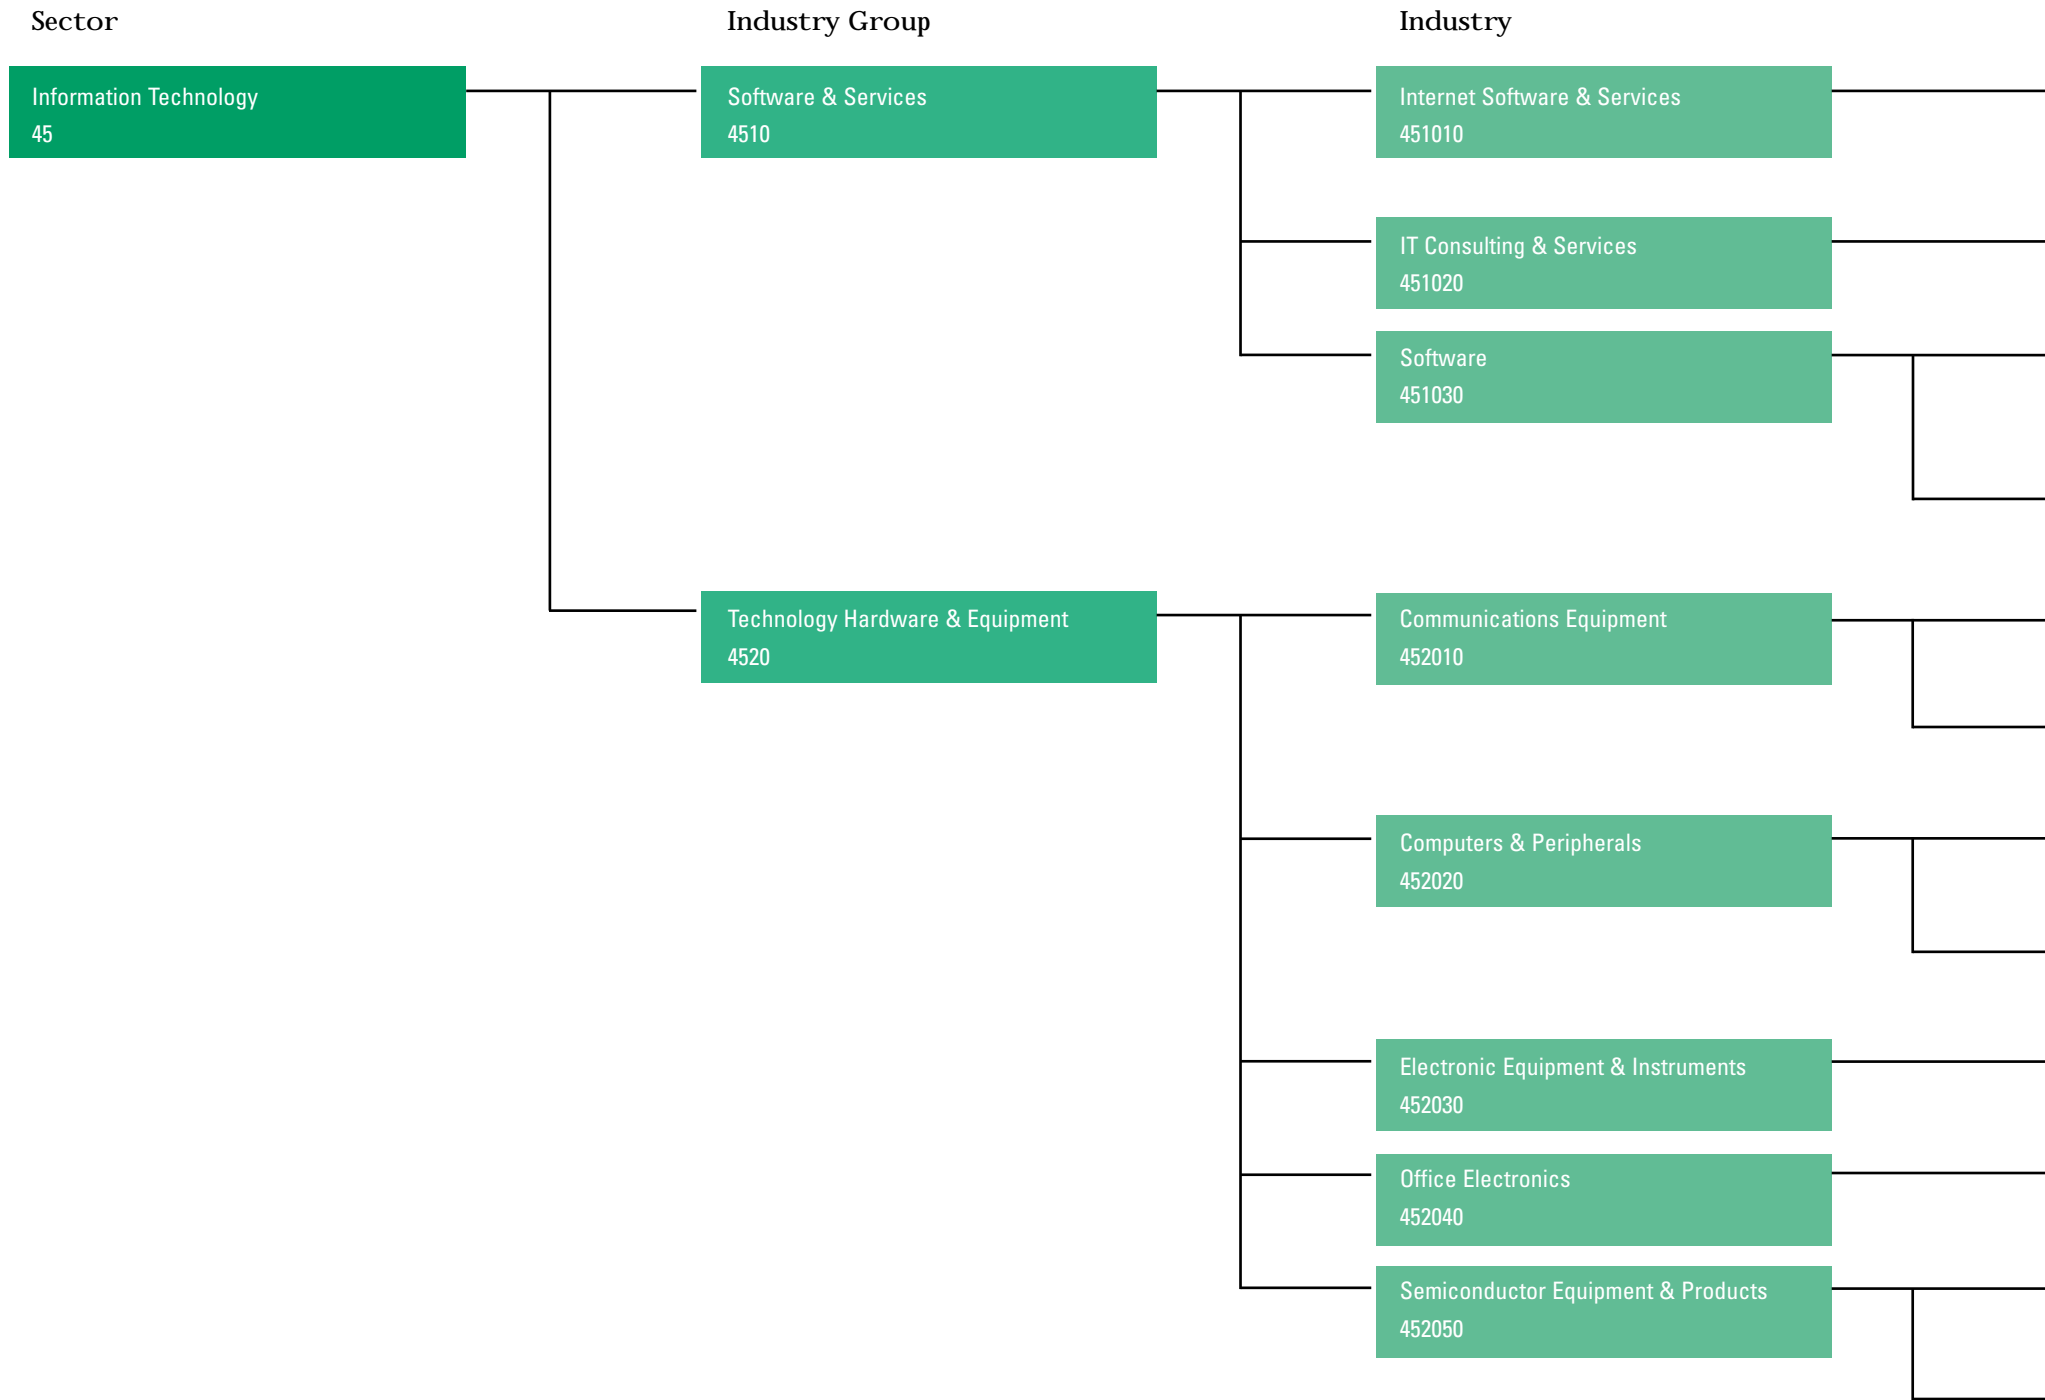 Sector
Industry Group
Industry
Information Technology
45
Software & Services
4510
Internet Software & Services
451010
IT Consulting & Services
451020
Software
451030
Technology Hardware & Equipment
4520
Communications Equipment
452010
Computers & Peripherals
452020
Electronic Equipment & Instruments
452030
Office Electronics
452040
Semiconductor Equipment & Products
452050